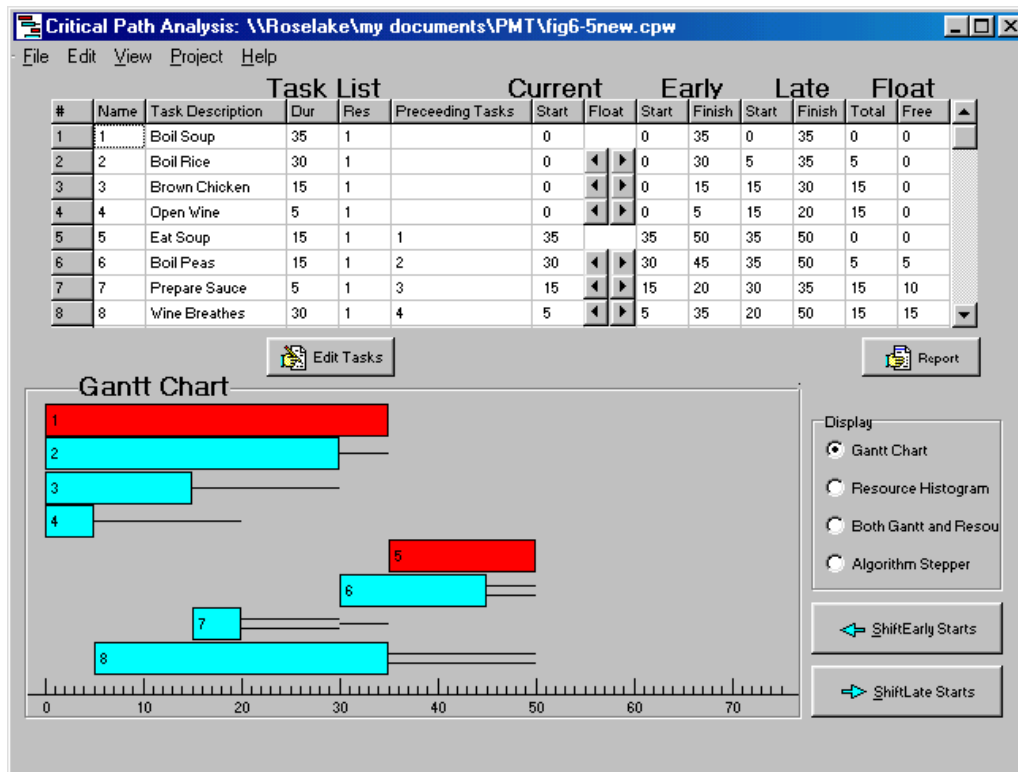 Critical Path Analysis: \\Roselake\my documents\PMT\fig6-5new.cpw
File Edit View Project Help
Task List Current Early Late Float
# Name Task Description Dur Res Preceeding Tasks Start Float Start Finish Start Finish Total Free
1 1 Boil Soup 35 1 0 0 35 0 35 0 0
2 2 Boil Rice 30 1 0 0 30 5 35 5 0
3 3 Brown Chicken 15 1 0 0 15 15 30 15 0
4 4 Open Wine 5 1 0 0 5 15 20 15 0
5 5 Eat Soup 15 1 1 35 35 50 35 50 0 0
6 6 Boil Peas 15 1 2 30 30 45 35 50 5 5
7 7 Prepare Sauce 5 1 3 15 15 20 30 35 15 10
8 8 Wine Breathes 30 1 4 5 5 35 20 50 15 15
Edit Tasks
Report
Gantt Chart
1
2
3
4
5
6
7
8
0 10 20 30 40 50 60 70
Display
Gantt Chart
Resource Histogram
Both Gantt and Resou
Algorithm Stepper
ShiftEarly Starts
ShiftLate Starts